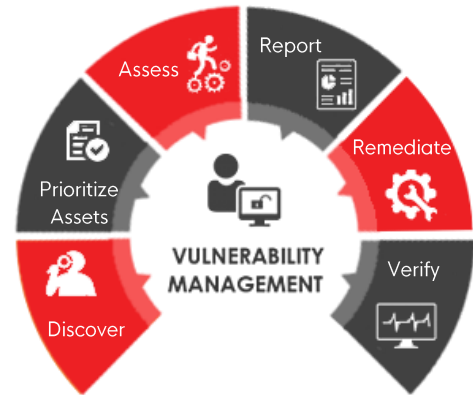 Discover
Prioritize
Assets
Assess
Report
Remediate
Verify
VULNERABILITY
MANAGEMENT